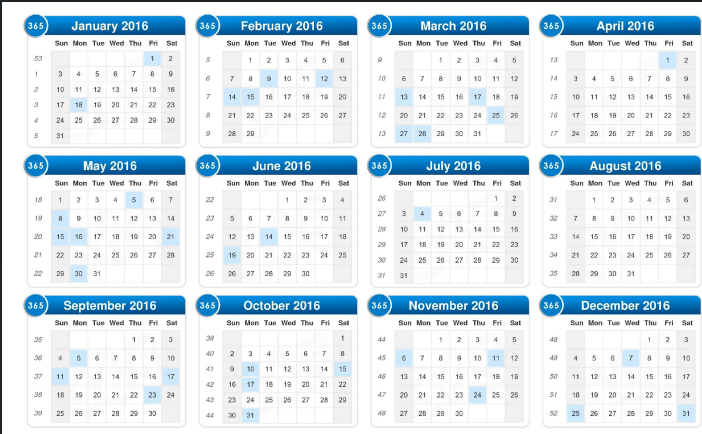 365 January 2016
Sun Mon Tue Wed Thu Fri Sat
53 1 2
1 3 4 5 6 7 8 9
2 10 11 12 13 14 15 16
3 17 18 19 20 21 22 23
4 24 25 26 27 28 29 30
5 31
365 February 2016
Sun Mon Tue Wed Thu Fri Sat
5 1 2 3 4 5 6
6 7 8 9 10 11 12 13
7 14 15 16 17 18 19 20
8 21 22 23 24 25 26 27
9 28 29
365 March 2016
Sun Mon Tue Wed Thu Fri Sat
9 1 2 3 4 5
10 6 7 8 9 10 11 12
11 13 14 15 16 17 18 19
12 20 21 22 23 24 25 26
13 27 28 29 30 31
365 April 2016
Sun Mon Tue Wed Thu Fri Sat
13 1 2
14 3 4 5 6 7 8 9
15 10 11 12 13 14 15 16
16 17 18 19 20 21 22 23
17 24 25 26 27 28 29 30
365 May 2016
Sun Mon Tue Wed Thu Fri Sat
18 1 2 3 4 5 6 7
19 8 9 10 11 12 13 14
20 15 16 17 18 19 20 21
21 22 23 24 25 26 27 28
22 29 30 31
365 June 2016
Sun Mon Tue Wed Thu Fri Sat
22 1 2 3 4
23 5 6 7 8 9 10 11
24 12 13 14 15 16 17 18
25 19 20 21 22 23 24 25
26 26 27 28 29 30
365 July 2016
Sun Mon Tue Wed Thu Fri Sat
26 1 2
27 3 4 5 6 7 8 9
28 10 11 12 13 14 15 16
29 17 18 19 20 21 22 23
30 24 25 26 27 28 29 30
31 31
365 August 2016
Sun Mon Tue Wed Thu Fri Sat
31 1 2 3 4 5 6
32 7 8 9 10 11 12 13
33 14 15 16 17 18 19 20
34 21 22 23 24 25 26 27
35 28 29 30 31
365 September 2016
Sun Mon Tue Wed Thu Fri Sat
35 1 2 3
36 4 5 6 7 8 9 10
37 11 12 13 14 15 16 17
38 18 19 20 21 22 23 24
39 25 26 27 28 29 30
365 October 2016
Sun Mon Tue Wed Thu Fri Sat
39 1
40 2 3 4 5 6 7 8
41 9 10 11 12 13 14 15
42 16 17 18 19 20 21 22
43 23 24 25 26 27 28 29
44 30 31
365 November 2016
Sun Mon Tue Wed Thu Fri Sat
44 1 2 3 4 5
45 6 7 8 9 10 11 12
46 13 14 15 16 17 18 19
47 20 21 22 23 24 25 26
48 27 28 29 30
365 December 2016
Sun Mon Tue Wed Thu Fri Sat
48 1 2 3
49 4 5 6 7 8 9 10
50 11 12 13 14 15 16 17
51 18 19 20 21 22 23 24
52 25 26 27 28 29 30 31